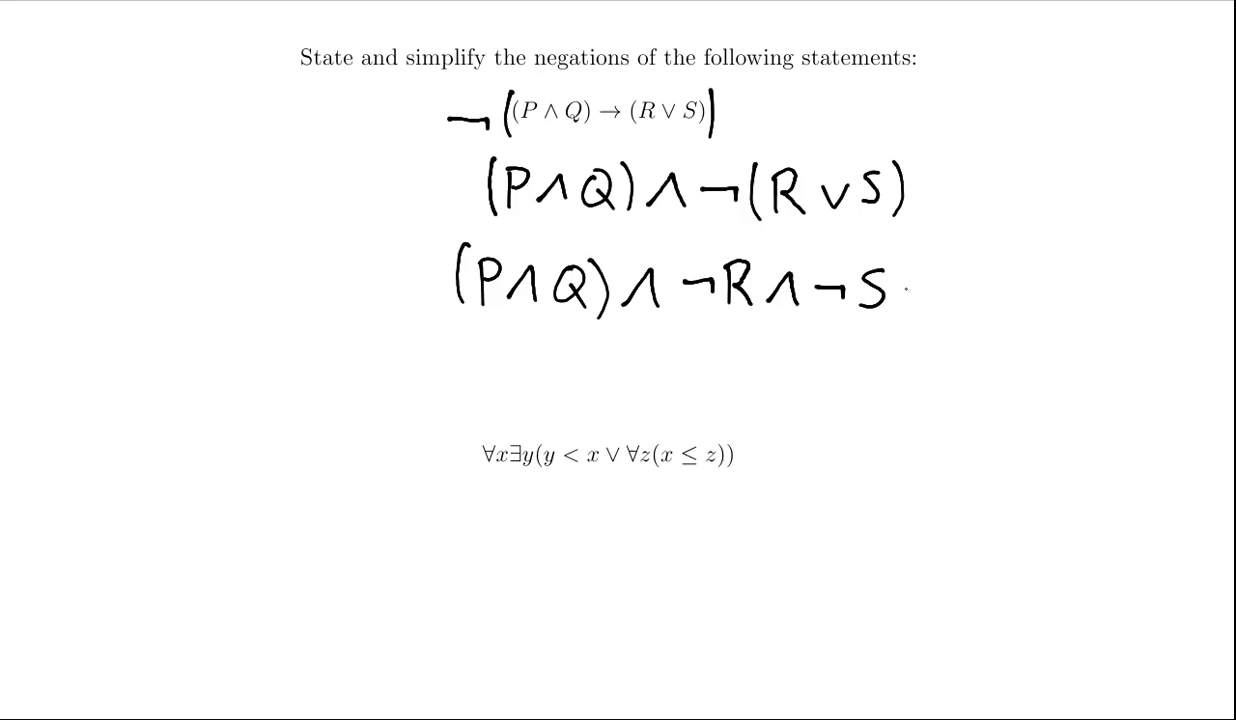 State and simplify the negations of the following statements:
¬((P ∧ Q) → (R ∨ S))
(P∧Q)∧¬(R∨S)
(P∧Q)∧¬R∧¬S
∀x∃y(y < x ∨ ∀z(x ≤ z))